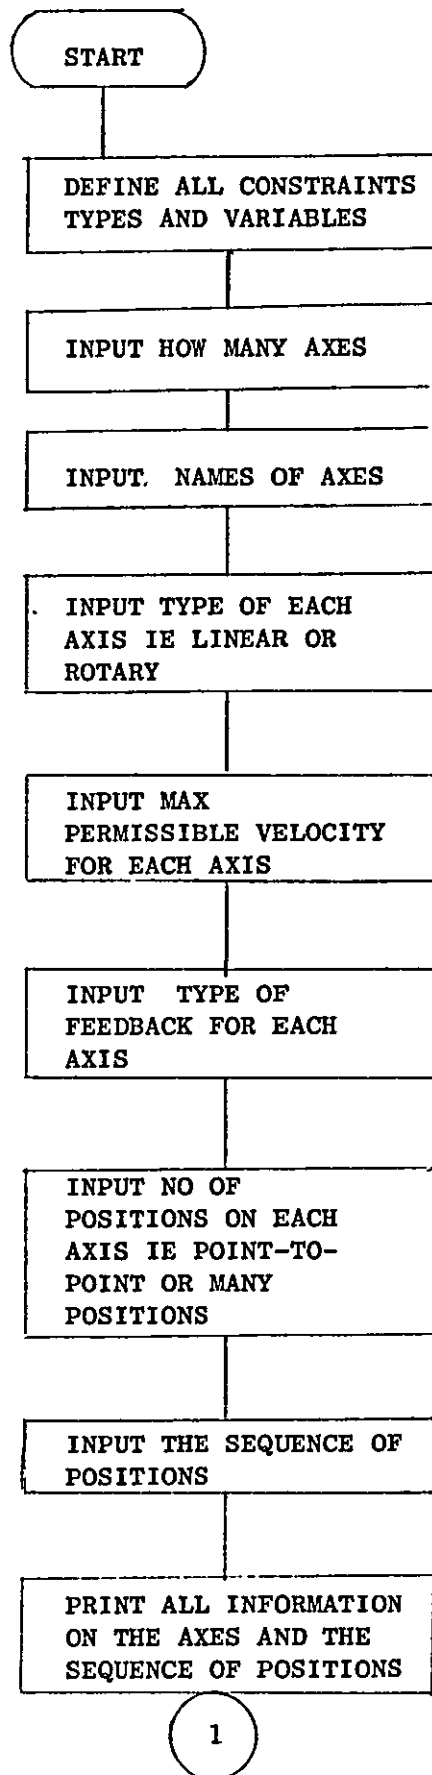 START
DEFINE ALL CONSTRAINTS
TYPES AND VARIABLES
INPUT HOW MANY AXES
INPUT. NAMES OF AXES
INPUT TYPE OF EACH
AXIS IE LINEAR OR
ROTARY
INPUT MAX
PERMISSIBLE VELOCITY
FOR EACH AXIS
INPUT TYPE OF
FEEDBACK FOR EACH
AXIS
INPUT NO OF
POSITIONS ON EACH
AXIS IE POINT-TO-
POINT OR MANY
POSITIONS
INPUT THE SEQUENCE OF
POSITIONS
PRINT ALL INFORMATION
ON THE AXES AND THE
SEQUENCE OF POSITIONS
1